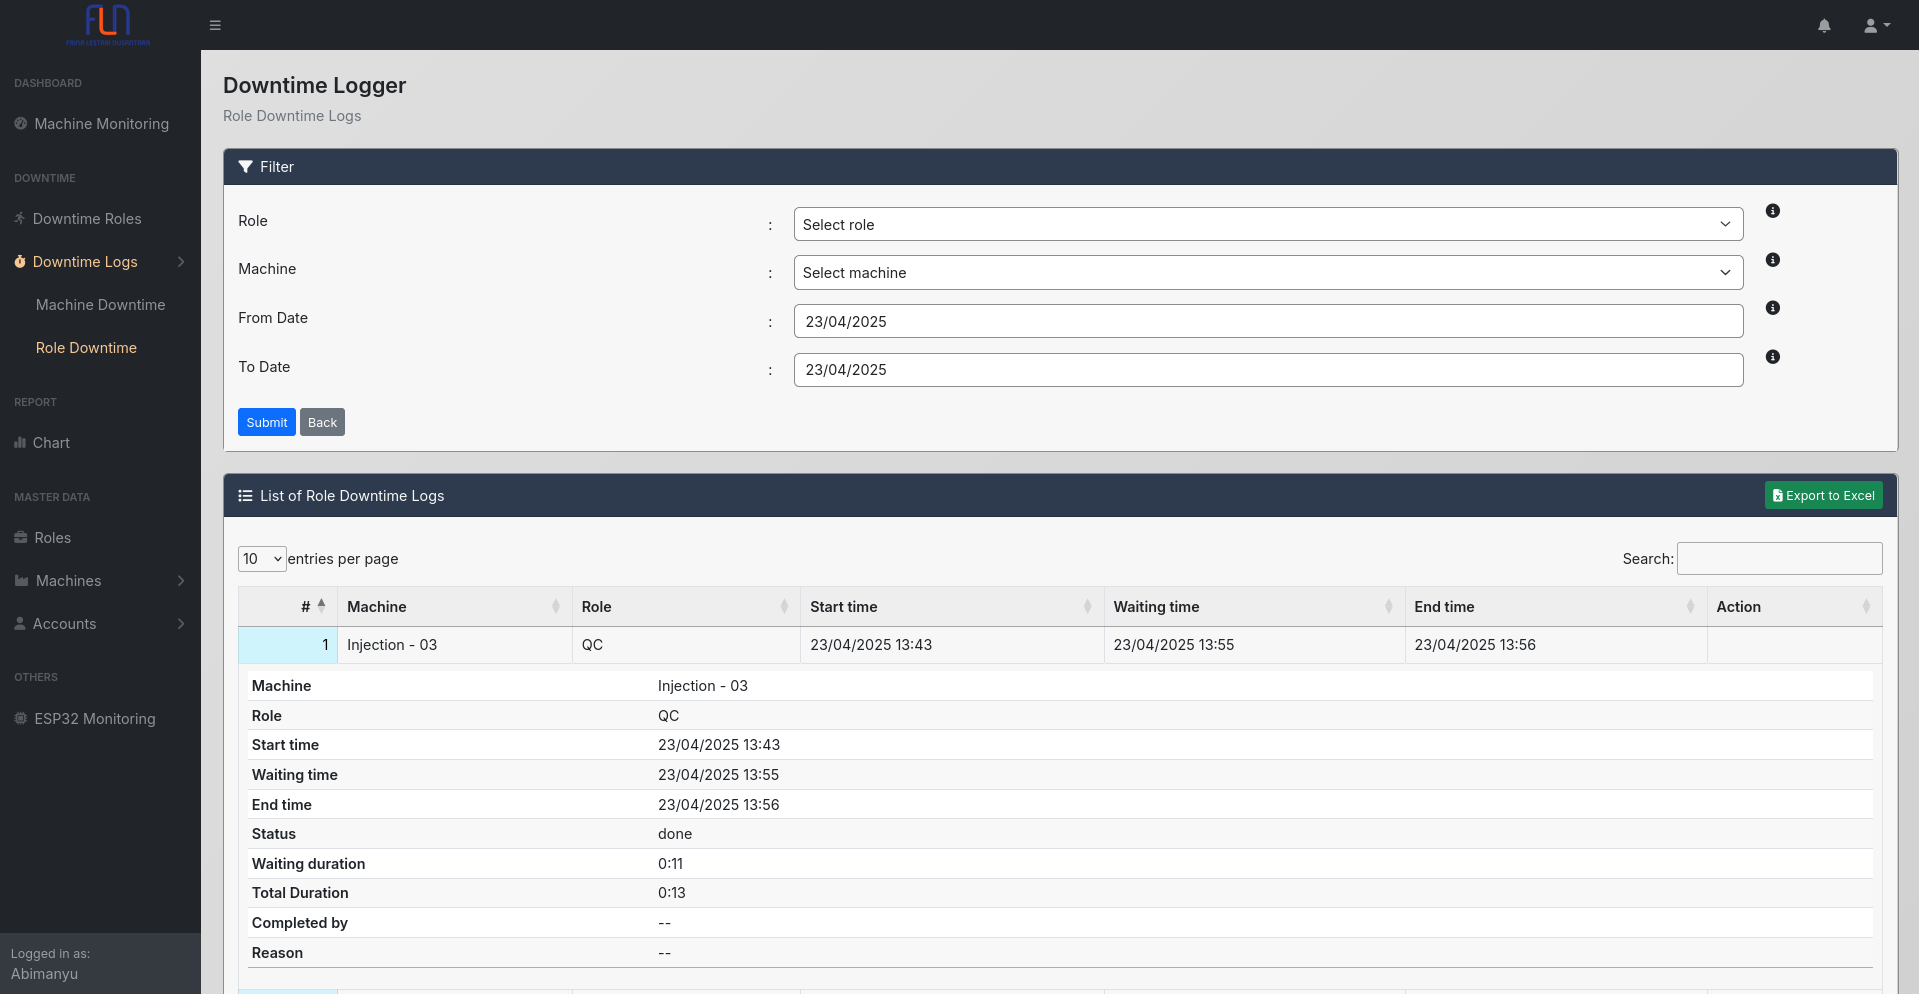 FLN
FAJAR LESTARI NUSANTARA
DASHBOARD
Machine Monitoring
DOWNTIME
Downtime Roles
Downtime Logs
Machine Downtime
Role Downtime
REPORT
Chart
MASTER DATA
Roles
Machines
Accounts
OTHERS
ESP32 Monitoring
Logged in as:
Abimanyu
Downtime Logger
Role Downtime Logs
Filter
Role : Select role
Machine : Select machine
From Date : 23/04/2025
To Date : 23/04/2025
Submit Back
List of Role Downtime Logs Export to Excel
10 entries per page Search:
# Machine Role Start time Waiting time End time Action
1 Injection - 03 QC 23/04/2025 13:43 23/04/2025 13:55 23/04/2025 13:56
Machine Injection - 03
Role QC
Start time 23/04/2025 13:43
Waiting time 23/04/2025 13:55
End time 23/04/2025 13:56
Status done
Waiting duration 0:11
Total Duration 0:13
Completed by --
Reason --